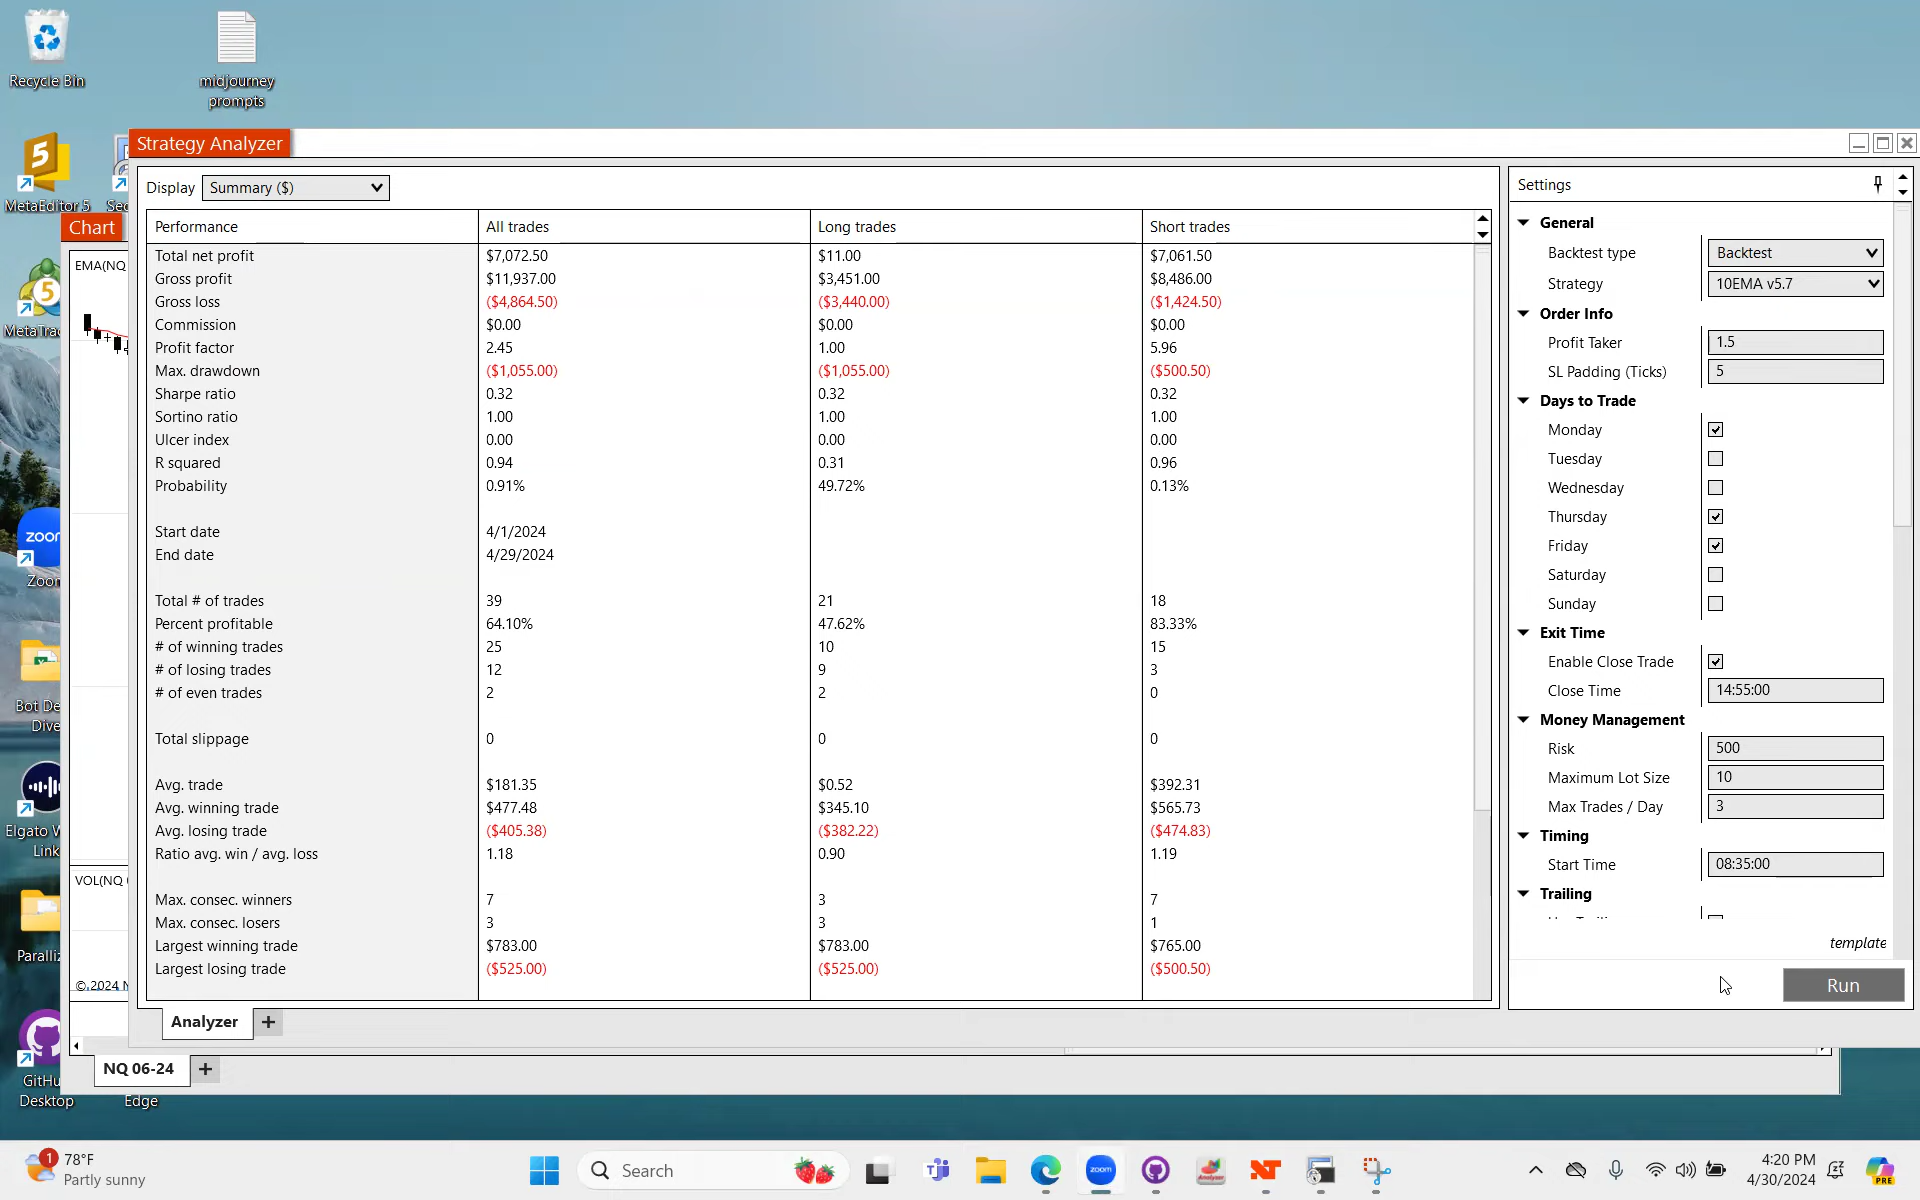 Recycle Bin
midjourney
prompts
MetaEditor 5
Strategy Analyzer
Display Summary ($)
Performance All trades Long trades Short trades
Total net profit $7,072.50 $11.00 $7,061.50
Gross profit $11,937.00 $3,451.00 $8,486.00
Gross loss ($4,864.50) ($3,440.00) ($1,424.50)
Commission $0.00 $0.00 $0.00
Profit factor 2.45 1.00 5.96
Max. drawdown ($1,055.00) ($1,055.00) ($500.50)
Sharpe ratio 0.32 0.32 0.32
Sortino ratio 1.00 1.00 1.00
Ulcer index 0.00 0.00 0.00
R squared 0.94 0.31 0.96
Probability 0.91% 49.72% 0.13%
Start date 4/1/2024
End date 4/29/2024
Total # of trades 39 21 18
Percent profitable 64.10% 47.62% 83.33%
# of winning trades 25 10 15
# of losing trades 12 9 3
# of even trades 2 2 0
Total slippage 0 0 0
Avg. trade $181.35 $0.52 $392.31
Avg. winning trade $477.48 $345.10 $565.73
Avg. losing trade ($405.38) ($382.22) ($474.83)
Ratio avg. win / avg. loss 1.18 0.90 1.19
Max. consec. winners 7 3 7
Max. consec. losers 3 3 1
Largest winning trade $783.00 $783.00 $765.00
Largest losing trade ($525.00) ($525.00) ($500.50)
Analyzer +
Settings
General
Backtest type Backtest
Strategy 10EMA v5.7
Order Info
Profit Taker 1.5
SL Padding (Ticks) 5
Days to Trade
Monday
Tuesday
Wednesday
Thursday
Friday
Saturday
Sunday
Exit Time
Enable Close Trade
Close Time 14:55:00
Money Management
Risk 500
Maximum Lot Size 10
Max Trades / Day 3
Timing
Start Time 08:35:00
Trailing
template
Run
Chart
EMA(NQ
VOL(NQ
© 2024 N
NQ 06-24 +
5
MetaTra
zoom
Zoom
Bot De
Dive
Elgato W
Link
Paralliz
GitHu
Desktop
Edge
1
78°F
Partly sunny
Search
zoom
4:20 PM
4/30/2024
PRE